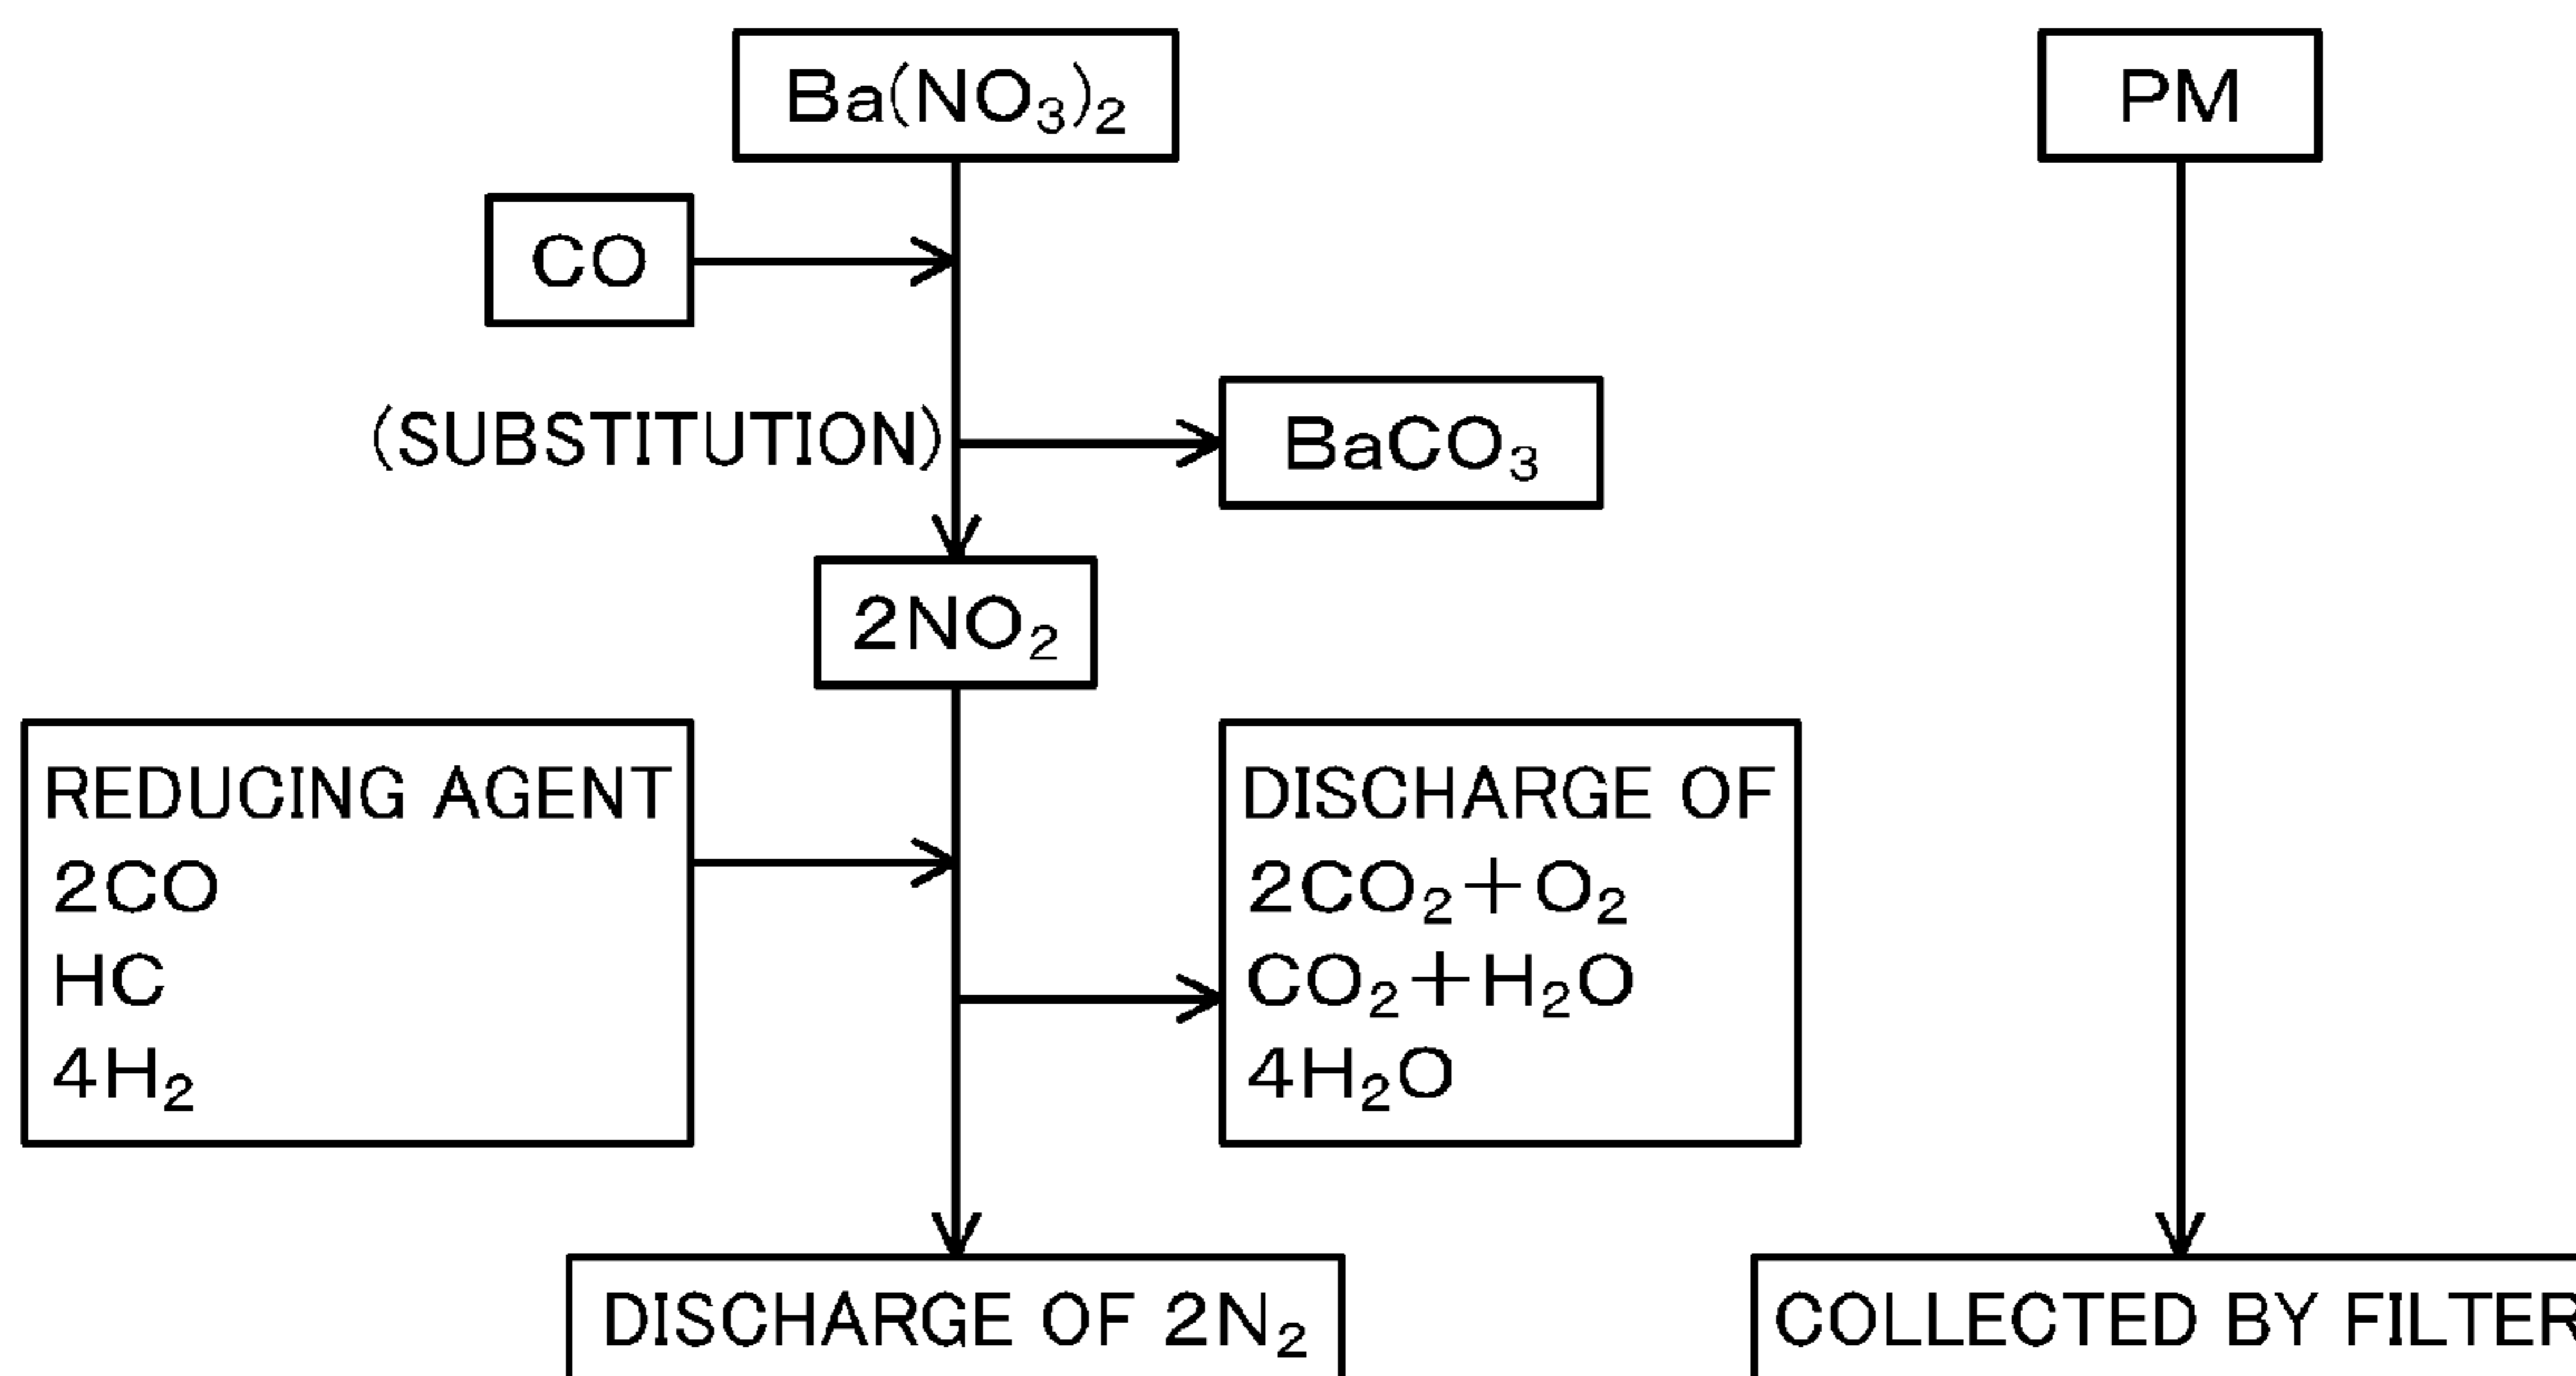 Ba(NO₃)₂
PM
CO
(SUBSTITUTION)
BaCO₃
2NO₂
REDUCING AGENT
2CO
HC
4H₂
DISCHARGE OF
2CO₂+O₂
CO₂+H₂O
4H₂O
DISCHARGE OF 2N₂
COLLECTED BY FILTER